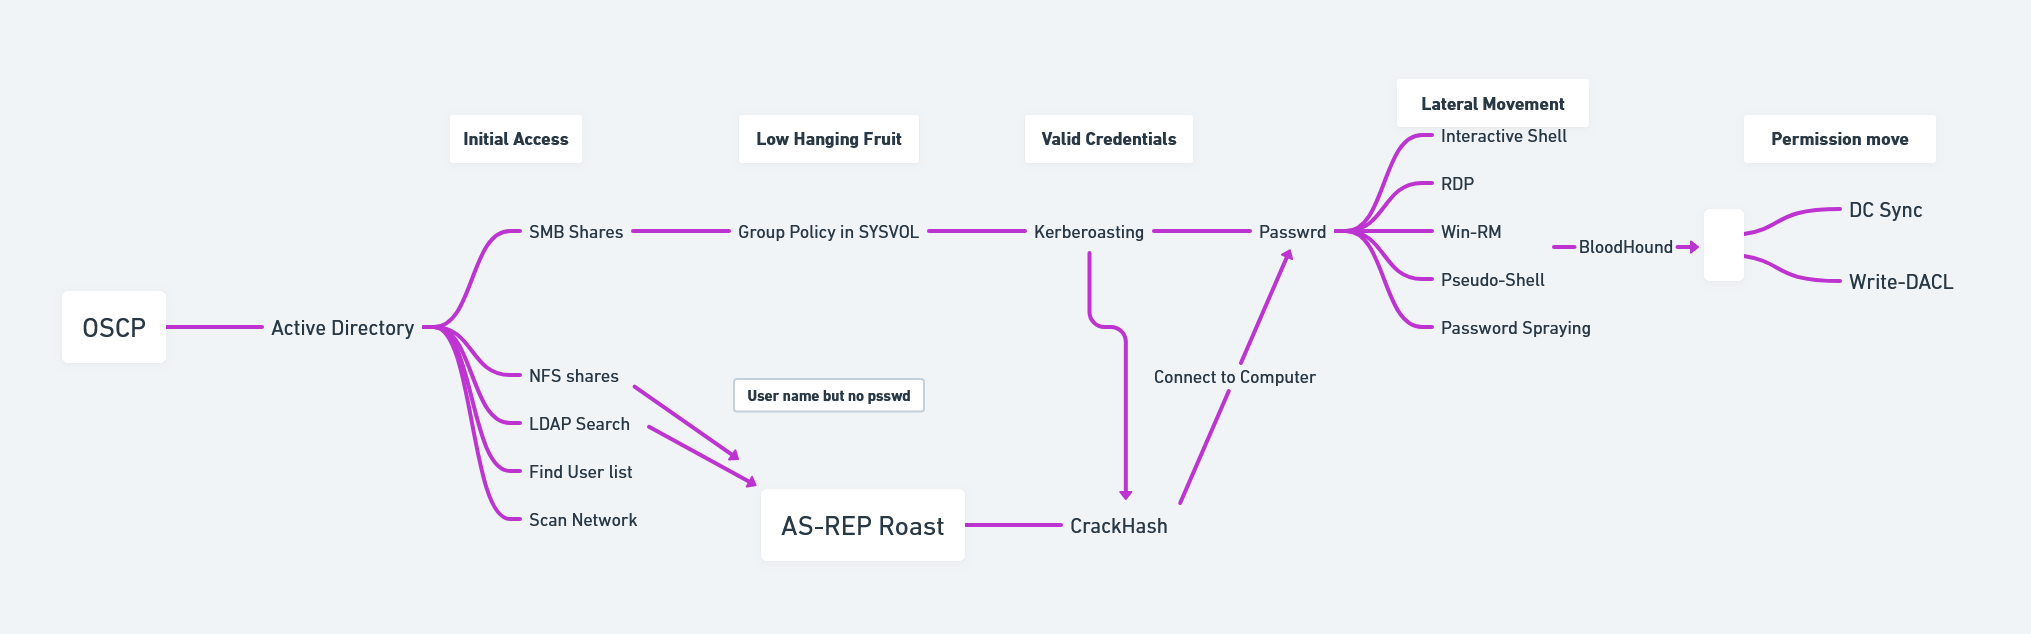 Initial Access
Low Hanging Fruit
Valid Credentials
Lateral Movement
Permission move
OSCP
Active Directory
SMB Shares
NFS shares
LDAP Search
Find User list
Scan Network
Group Policy in SYSVOL
User name but no psswd
AS-REP Roast
Kerberoasting
CrackHash
Connect to Computer
Passwrd
Interactive Shell
RDP
Win-RM
Pseudo-Shell
Password Spraying
BloodHound
DC Sync
Write-DACL